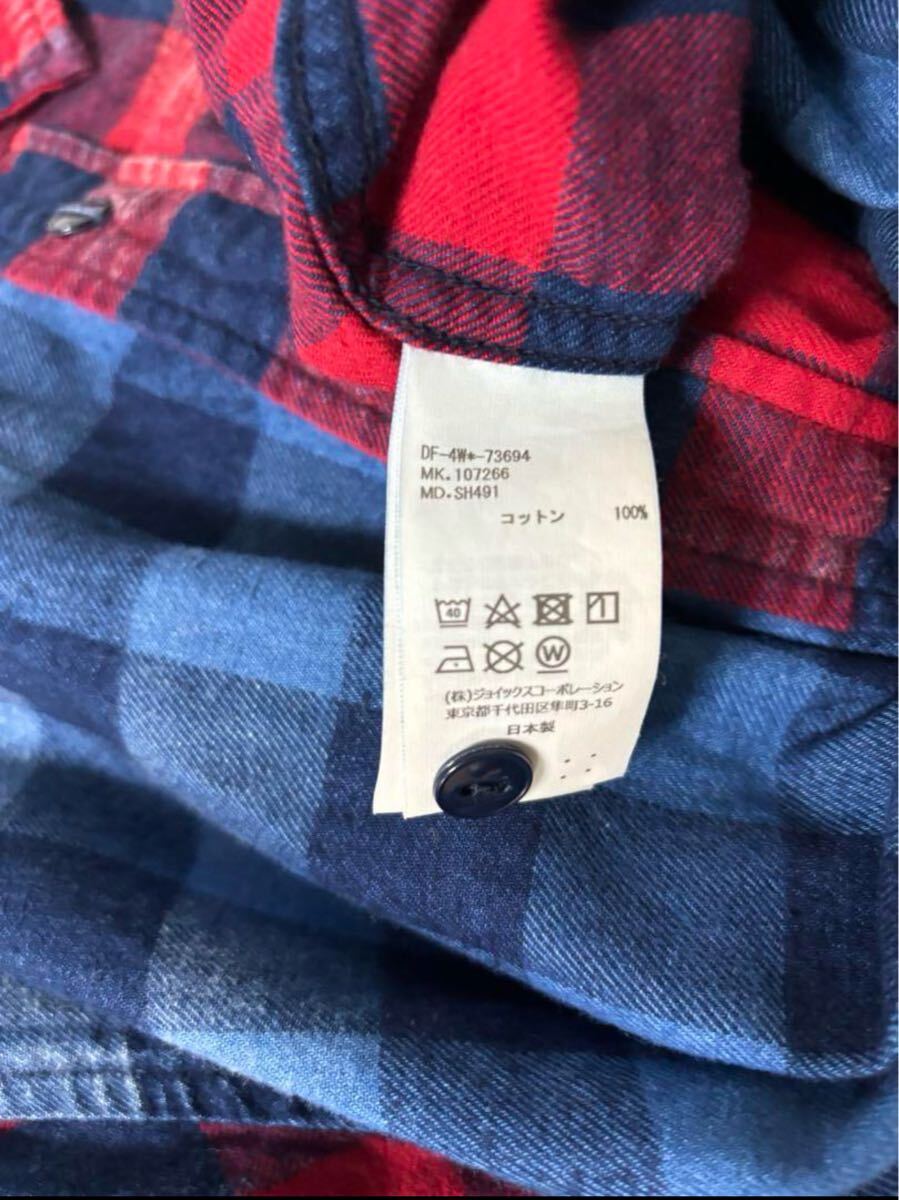 DF-4W*-73694
MK.107266
MD.SH491
コットン 100%
40
W
(株)ジョイックスコーポレーション
東京都千代田区隼町3-16
日本製